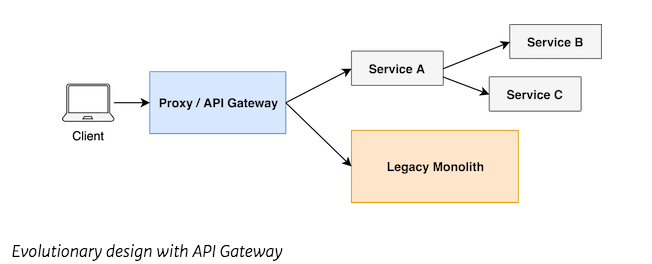 Client
Proxy / API Gateway
Service A
Service B
Service C
Legacy Monolith
Evolutionary design with API Gateway